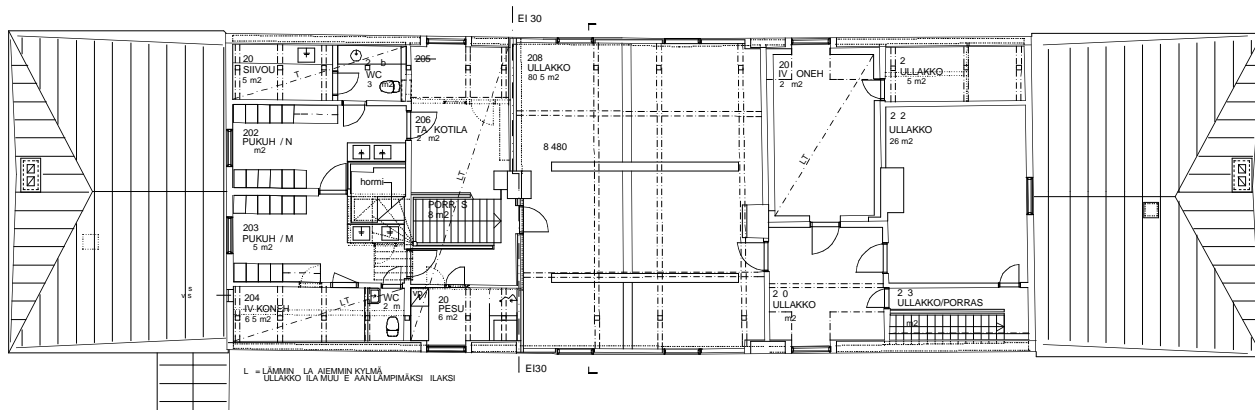 EI 30
20
SIIVOU
5 m2
b
WC
3 m2
205
208
ULLAKKO
80 5 m2
20
IV ONEH
2 m2
2
ULLAKKO
5 m2
202
PUKUH / N
m2
206
TA KOTILA
2 m2
8 480
LT
2 2
ULLAKKO
26 m2
hormi
LT
PORR. S
8 m2
203
PUKUH / M
5 m2
204
IV KONEH
6 5 m2
LT
WC
2 m
20
PESU
6 m2
2 0
ULLAKKO
m2
2 3
ULLAKKO/PORRAS
m2
EI30
L = LÄMMIN LA AIEMMIN KYLMÄ
ULLAKKO ILA MUU E AAN LÄMPIMÄKSI ILAKSI